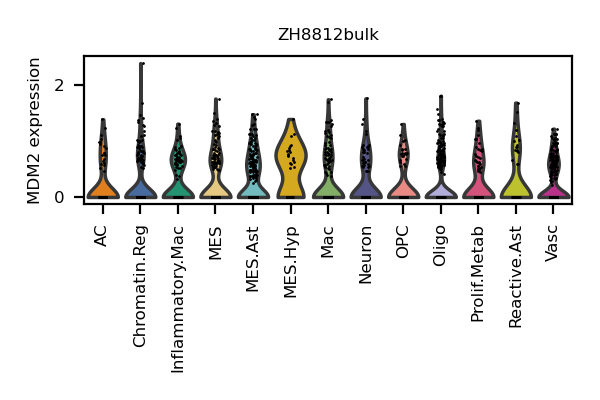 ZH8812bulk
MDM2 expression
2
0
AC
Chromatin.Reg
Inflammatory.Mac
MES
MES.Ast
MES.Hyp
Mac
Neuron
OPC
Oligo
Prolif.Metab
Reactive.Ast
Vasc